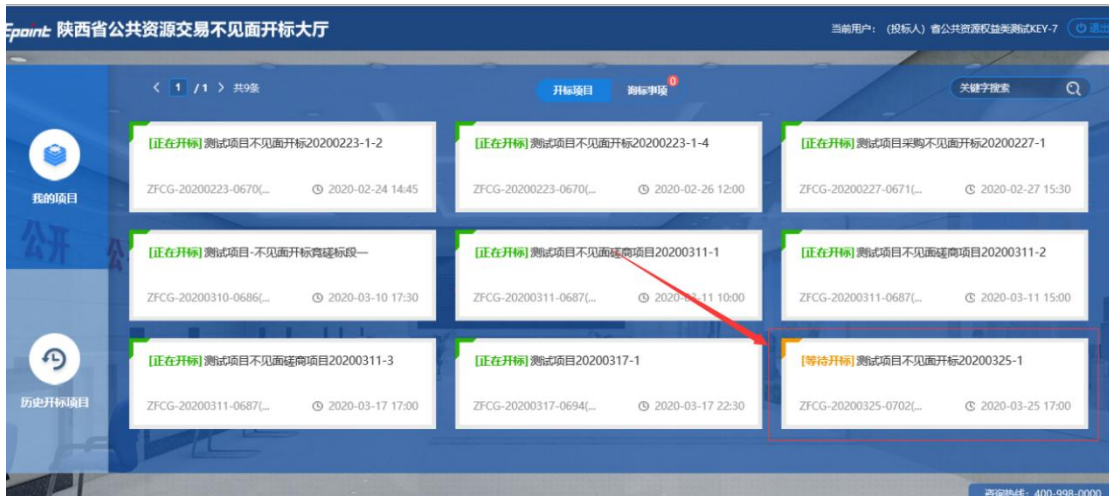 Epoint 陕西省公共资源交易不见面开标大厅
当前用户：（投标人）省公共资源权益类测试KEY-7 退出
1 / 1 共9条
开标项目 询标事项 0
关键字搜索
我的项目
历史开标项目
[正在开标] 测试项目不见面开标20200223-1-2
ZFCG-20200223-0670(... 2020-02-24 14:45
[正在开标] 测试项目不见面开标20200223-1-4
ZFCG-20200223-0670(... 2020-02-26 12:00
[正在开标] 测试项目采购不见面开标20200227-1
ZFCG-20200227-0671(... 2020-02-27 15:30
[正在开标] 测试项目-不见面开标竞磋标段一
ZFCG-20200310-0686(... 2020-03-10 17:30
[正在开标] 测试项目不见面磋商项目20200311-1
ZFCG-20200311-0687(... 2020-03-11 10:00
[正在开标] 测试项目不见面磋商项目20200311-2
ZFCG-20200311-0687(... 2020-03-11 15:00
[正在开标] 测试项目不见面磋商项目20200311-3
ZFCG-20200311-0687(... 2020-03-17 17:00
[正在开标] 测试项目20200317-1
ZFCG-20200317-0694(... 2020-03-17 22:30
[等待开标] 测试项目不见面开标20200325-1
ZFCG-20200325-0702(... 2020-03-25 17:00
公开
公
咨询热线：400-998-0000